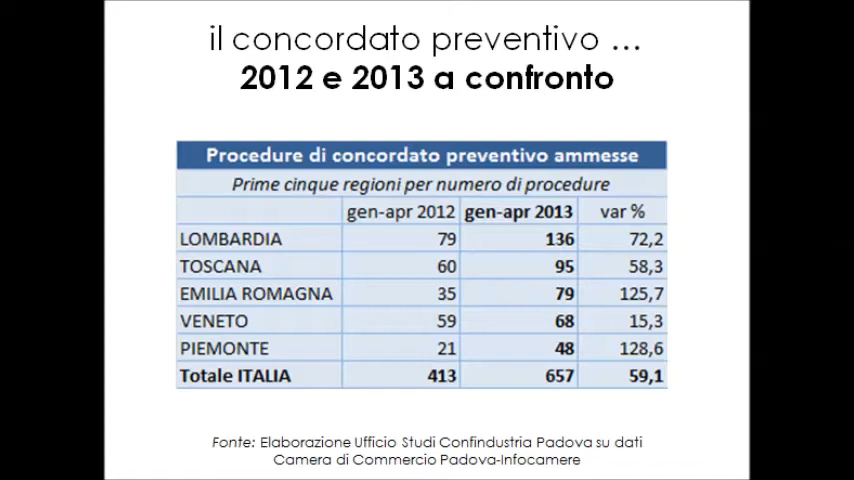 il concordato preventivo ...
2012 e 2013 a confronto
Procedure di concordato preventivo ammesse
Prime cinque regioni per numero di procedure
gen-apr 2012 gen-apr 2013 var %
LOMBARDIA 79 136 72,2
TOSCANA 60 95 58,3
EMILIA ROMAGNA 35 79 125,7
VENETO 59 68 15,3
PIEMONTE 21 48 128,6
Totale ITALIA 413 657 59,1
Fonte: Elaborazione Ufficio Studi Confindustria Padova su dati
Camera di Commercio Padova-Infocamere